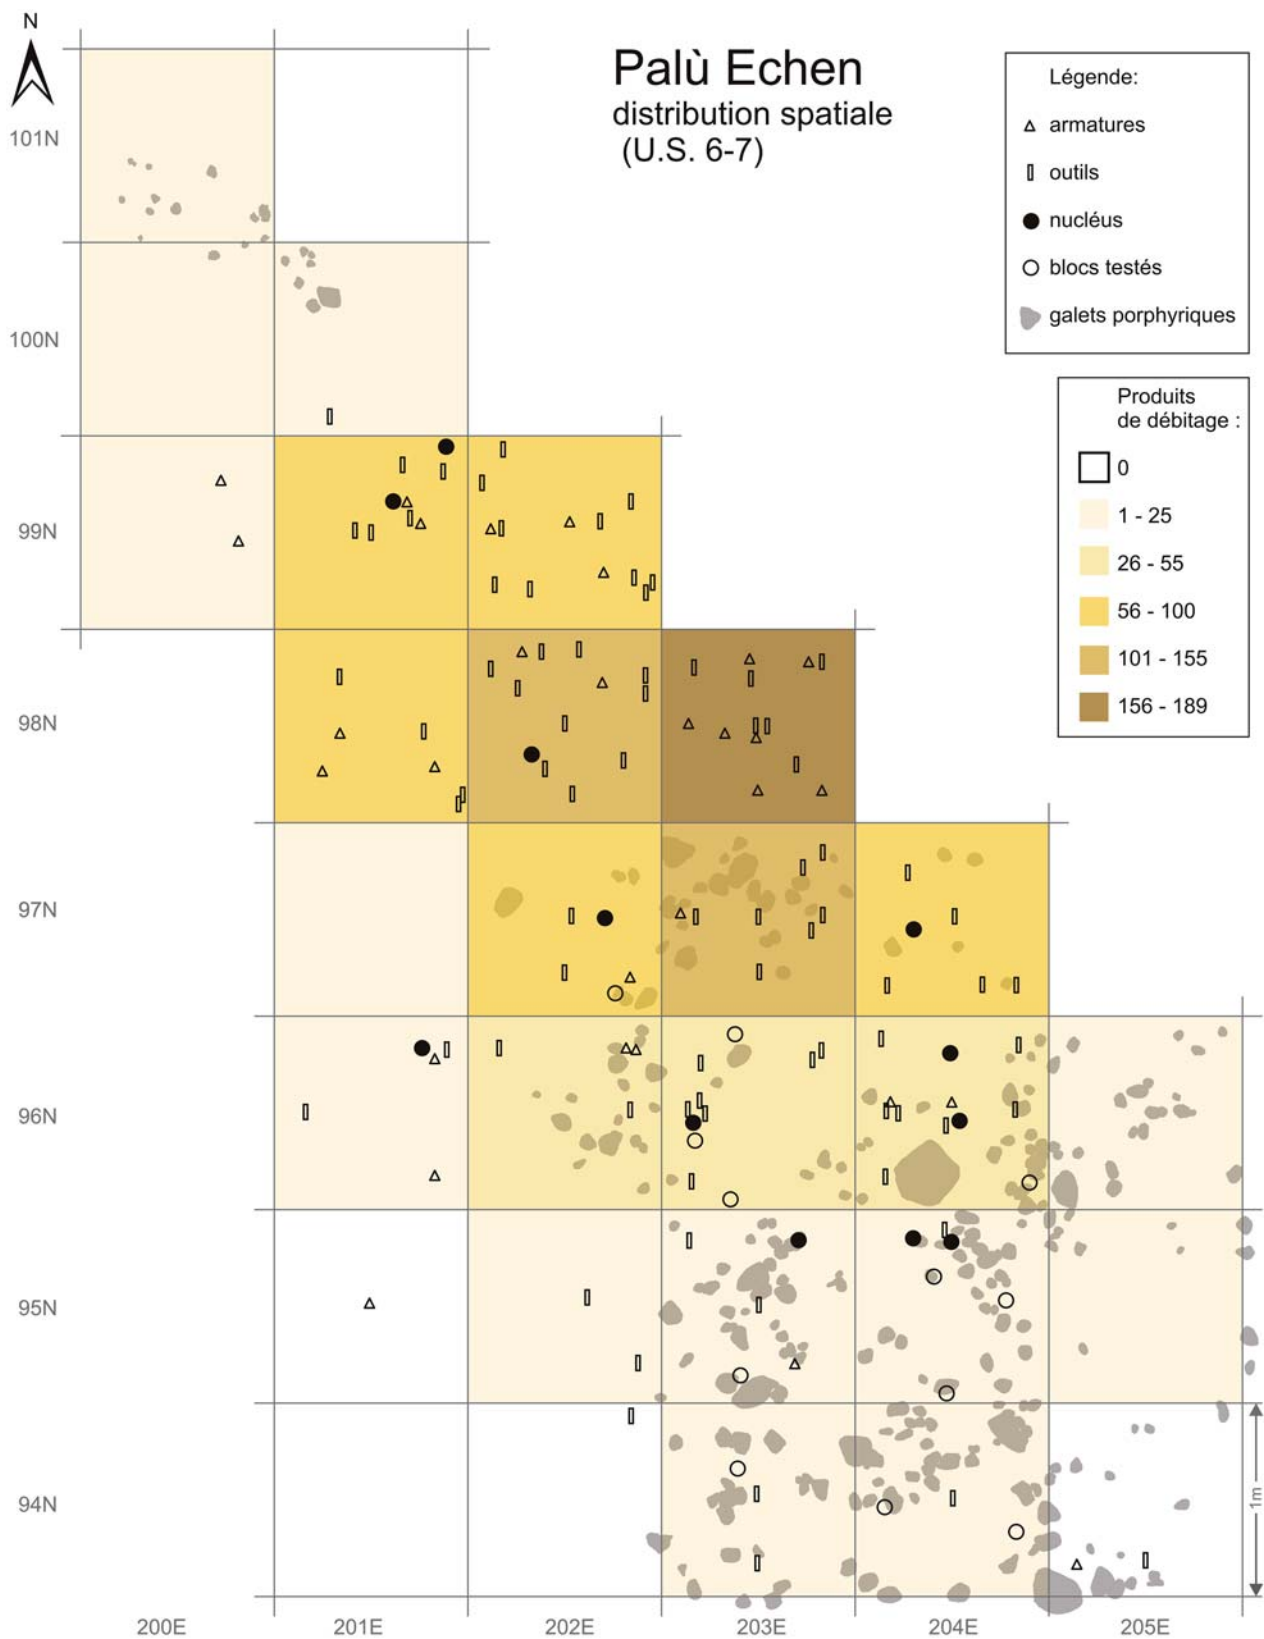 N
Palù Echen
distribution spatiale
(U.S. 6-7)
Légende:
armatures
outils
nucléus
blocs testés
galets porphyriques
Produits
de débitage :
0
1 - 25
26 - 55
56 - 100
101 - 155
156 - 189
101N
100N
99N
98N
97N
96N
95N
94N
1m
200E
201E
202E
203E
204E
205E